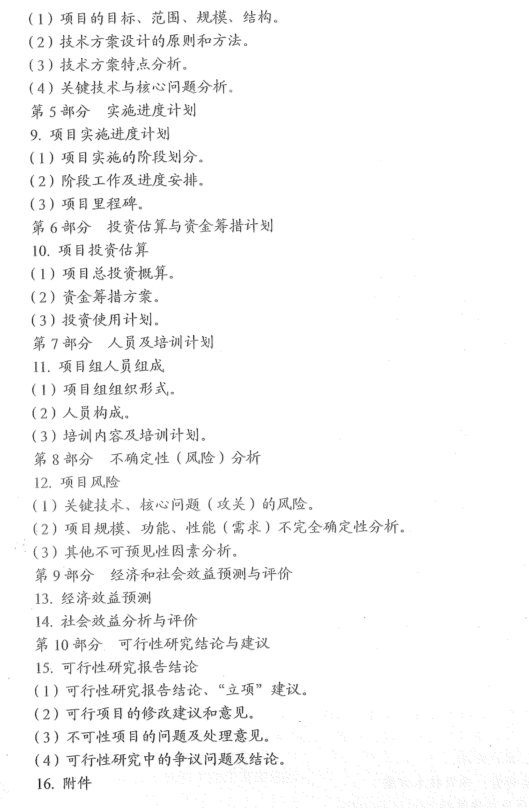 (1) 项目的目标、范围、规模、结构。
(2) 技术方案设计的原则和方法。
(3) 技术方案特点分析。
(4) 关键技术与核心问题分析。
第5部分 实施进度计划
9. 项目实施进度计划
(1) 项目实施的阶段划分。
(2) 阶段工作及进度安排。
(3) 项目里程碑。
第6部分 投资估算与资金筹措计划
10. 项目投资估算
(1) 项目总投资概算。
(2) 资金筹措方案。
(3) 投资使用计划。
第7部分 人员及培训计划
11. 项目组人员组成
(1) 项目组组织形式。
(2) 人员构成。
(3) 培训内容及培训计划。
第8部分 不确定性（风险）分析
12. 项目风险
(1) 关键技术、核心问题（攻关）的风险。
(2) 项目规模、功能、性能（需求）不完全确定性分析。
(3) 其他不可预见性因素分析。
第9部分 经济和社会效益预测与评价
13. 经济效益预测
14. 社会效益分析与评价
第10部分 可行性研究结论与建议
15. 可行性研究报告结论
(1) 可行性研究报告结论、“立项”建议。
(2) 可行项目的修改建议和意见。
(3) 不可性项目的问题及处理意见。
(4) 可行性研究中的争议问题及结论。
16. 附件